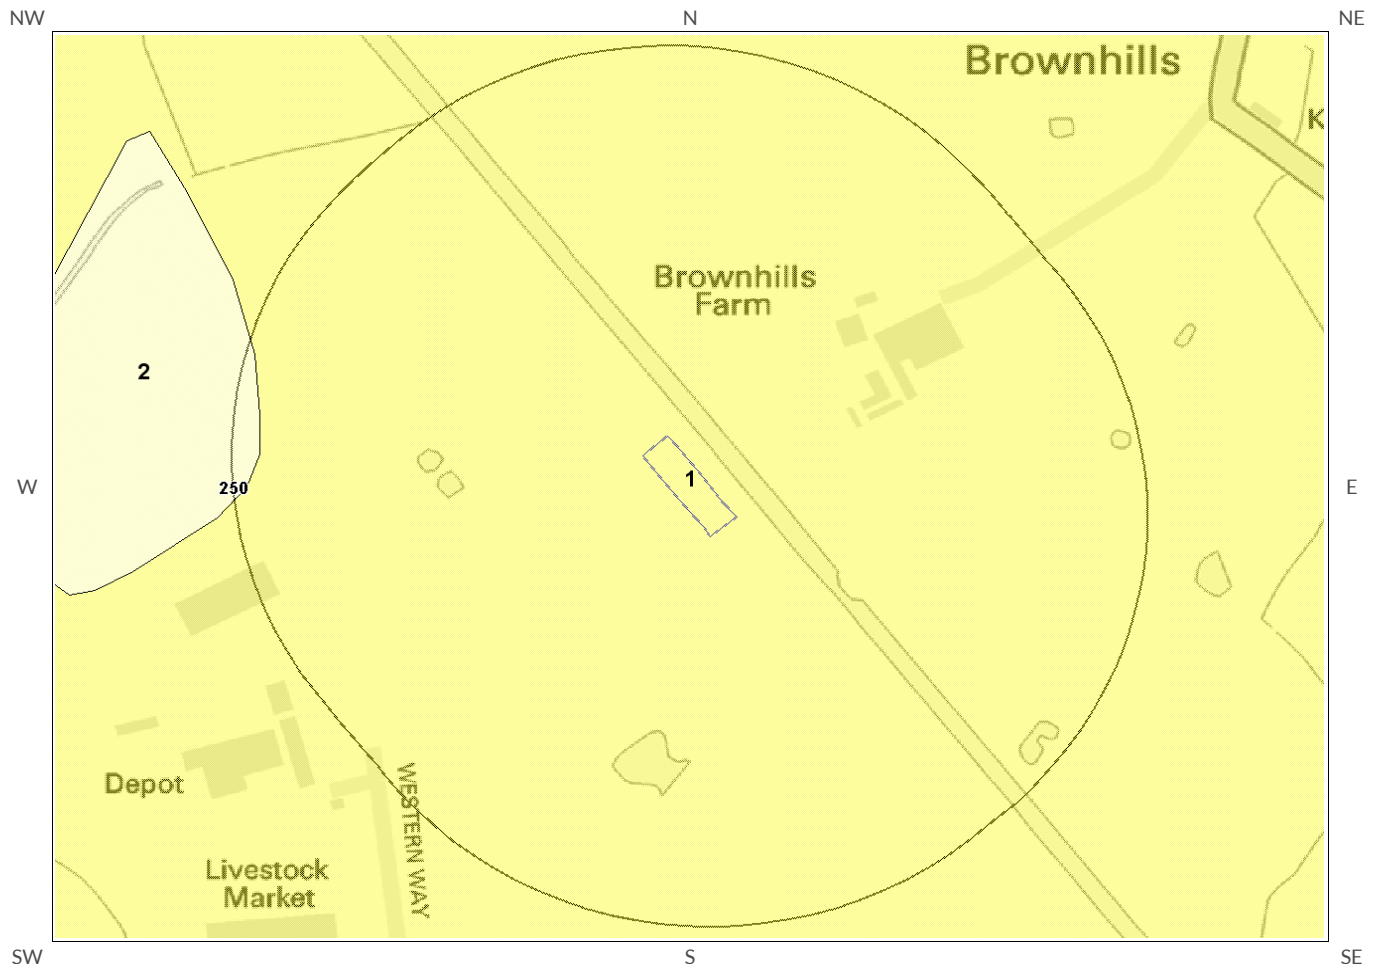 NW
N
NE
Brownhills
K
Brownhills
Farm
2
1
W
250
E
Depot
WESTERN WAY
Livestock
Market
SW
S
SE